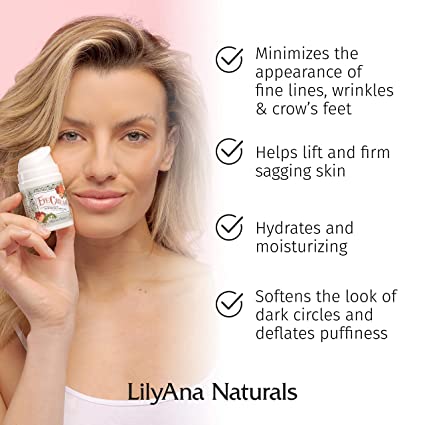 Minimizes the
appearance of
fine lines, wrinkles
& crow's feet
Helps lift and firm
sagging skin
Hydrates and
moisturizing
Softens the look of
dark circles and
deflates puffiness
LilyAna Naturals